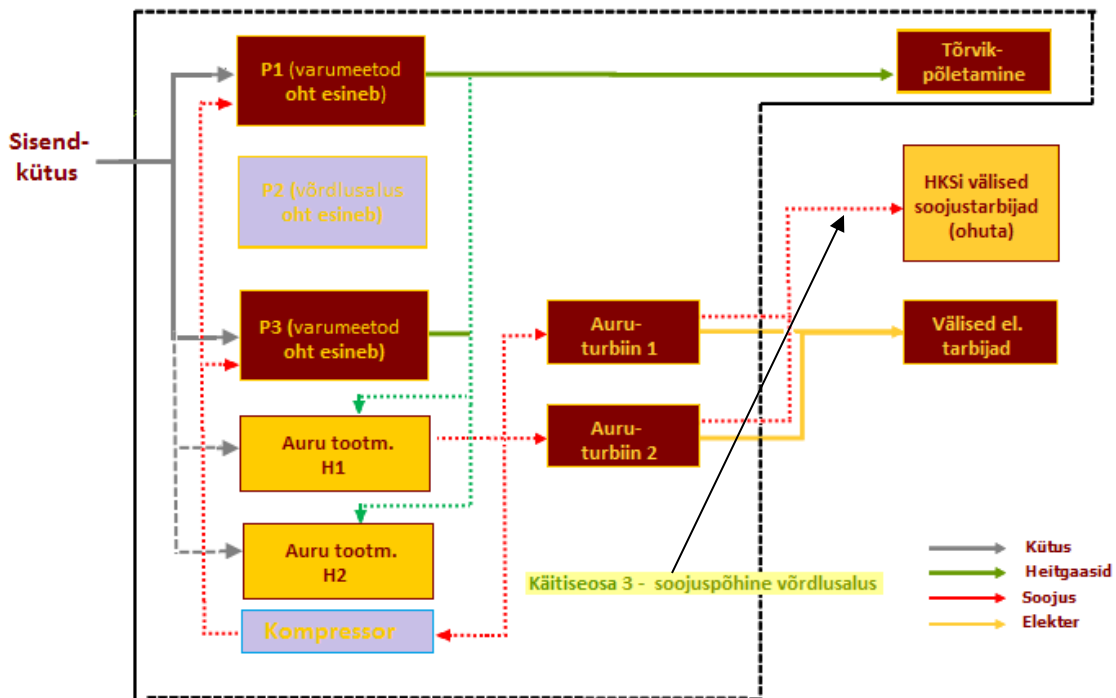 P1 (varumeetod
oht esineb)
Tõrvik-
põletamine
Sisend-
kütus
P2 (võrdlusalus
oht esineb)
HKSi välised
soojustarbijad
(ohuta)
P3 (varumeetod
oht esineb)
Auru-
turbiin 1
Välised el.
tarbijad
Auru tootm.
H1
Auru-
turbiin 2
Auru tootm.
H2
Käitiseosa 3 - soojuspõhine võrdlusalus
Kompressor
Kütus
Heitgaasid
Soojus
Elekter